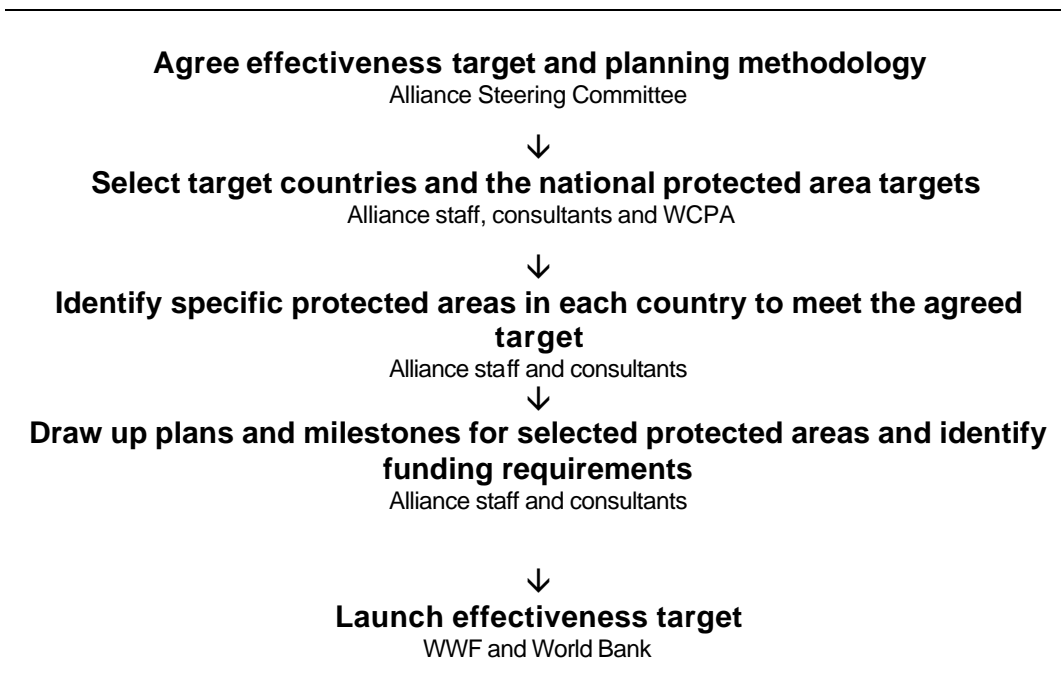 Agree effectiveness target and planning methodology
Alliance Steering Committee
↓
Select target countries and the national protected area targets
Alliance staff, consultants and WCPA
↓
Identify specific protected areas in each country to meet the agreed
target
Alliance staff and consultants
↓
Draw up plans and milestones for selected protected areas and identify
funding requirements
Alliance staff and consultants
↓
Launch effectiveness target
WWF and World Bank